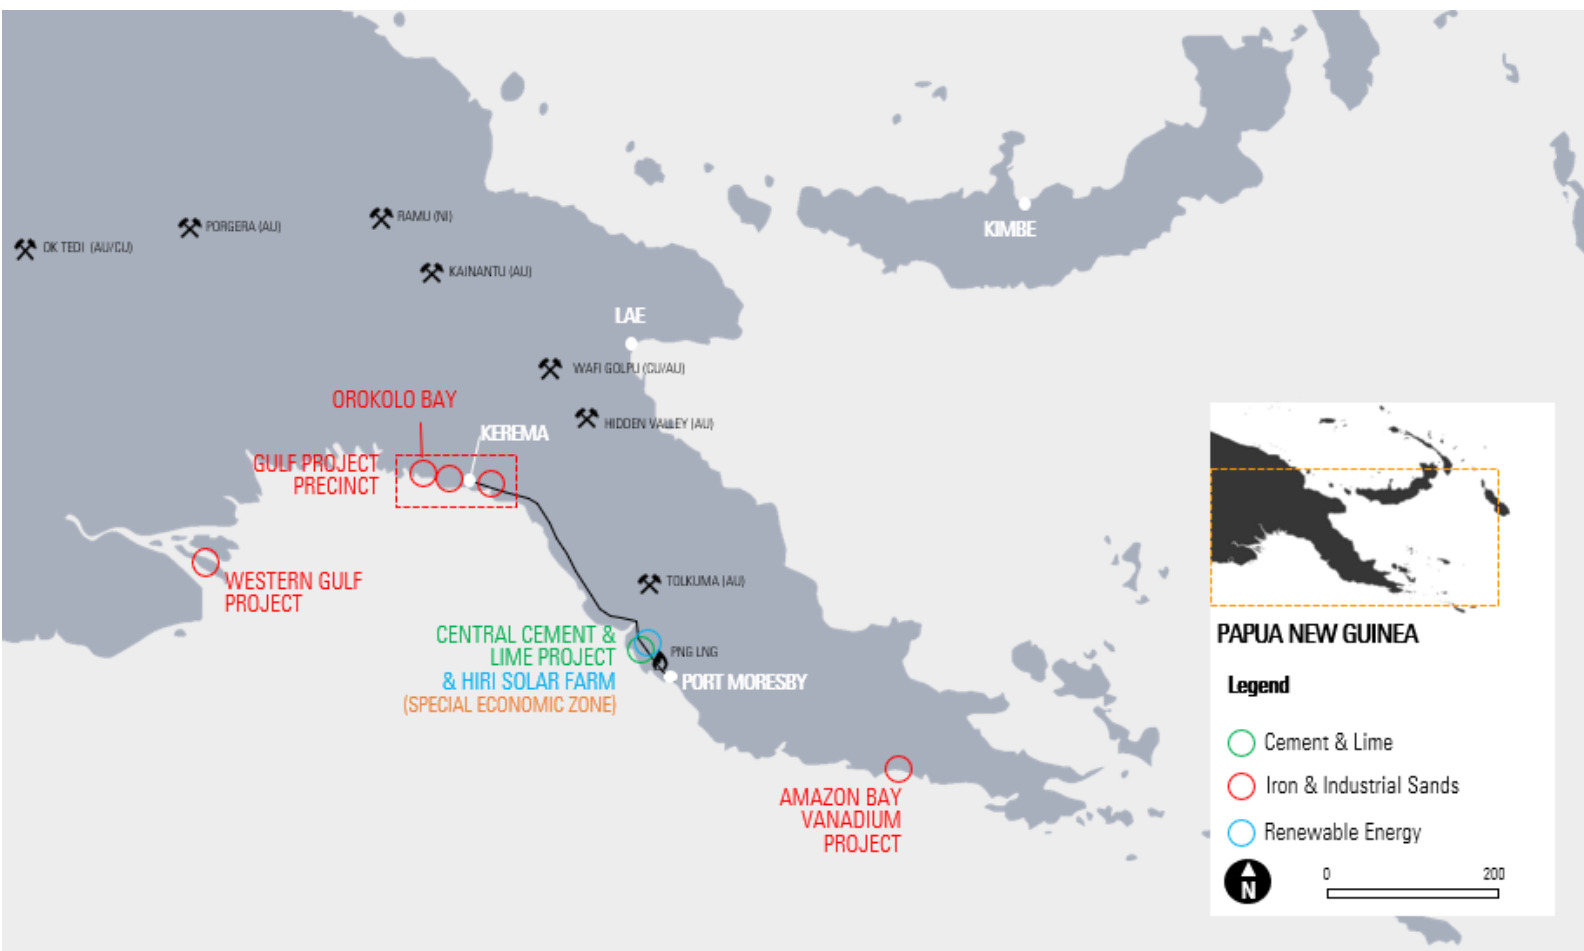 RAMU (NI)
PORGERA (AU)
OK TEDI (AU/CU)
KAINANTU (AU)
KIMBE
LAE
WAFI GOLPU (CU/AU)
HIDDEN VALLEY (AU)
OROKOLO BAY
KEREMA
GULF PROJECT
PRECINCT
WESTERN GULF
PROJECT
TOLKUMA (AU)
CENTRAL CEMENT &
LIME PROJECT
& HIRI SOLAR FARM
(SPECIAL ECONOMIC ZONE)
PNG LNG
PORT MORESBY
AMAZON BAY
VANADIUM
PROJECT
PAPUA NEW GUINEA
Legend
Cement & Lime
Iron & Industrial Sands
Renewable Energy
N
0 200